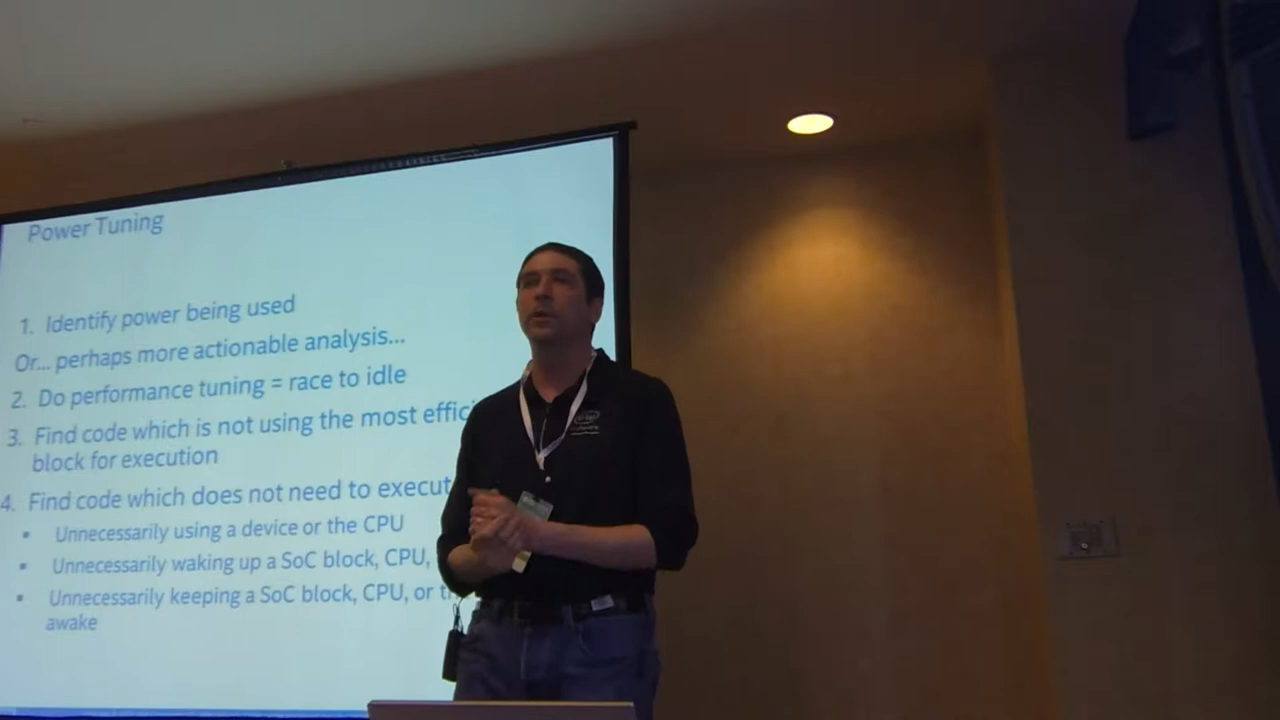 Power Tuning
1. Identify power being used
Or... perhaps more actionable analysis...
2. Do performance tuning = race to idle
3. Find code which is not using the most effici
block for execution
4. Find code which does not need to execut
▪ Unnecessarily using a device or the CPU
▪ Unnecessarily waking up a SoC block, CPU,
▪ Unnecessarily keeping a SoC block, CPU, or t
awake
(intel)